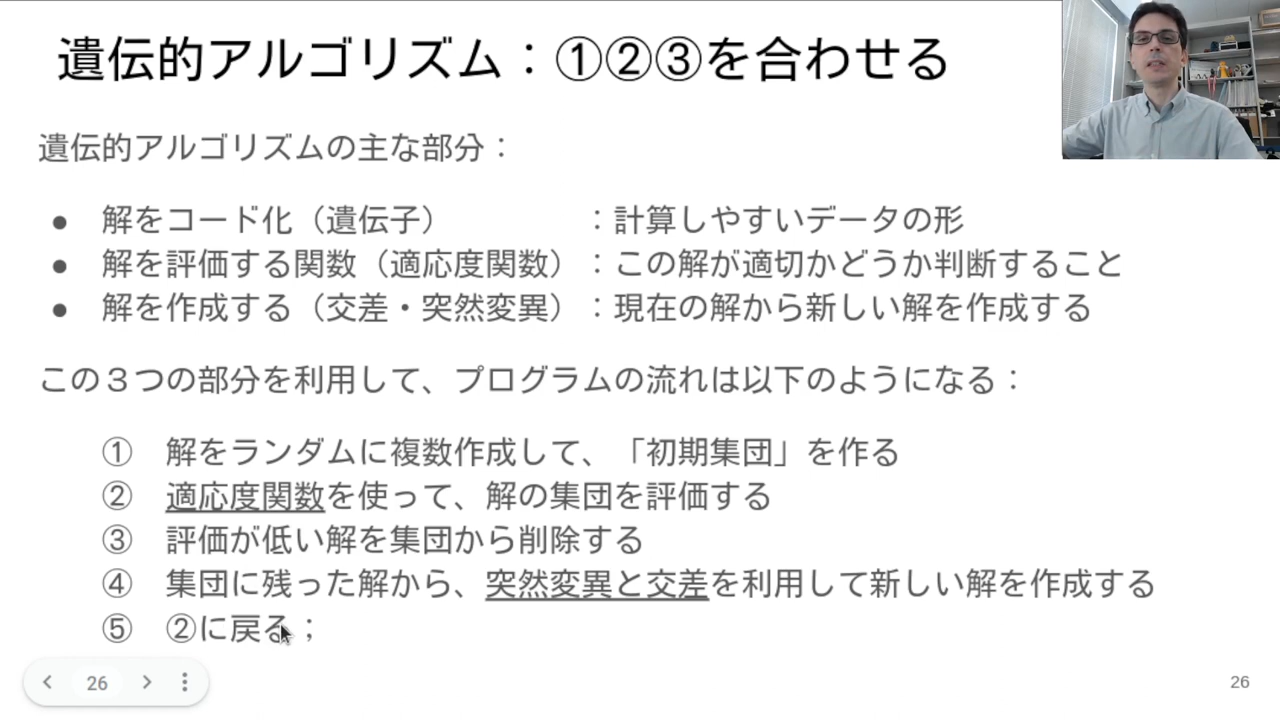 遺伝的アルゴリズム：①②③を合わせる
遺伝的アルゴリズムの主な部分：
● 解をコード化（遺伝子）　　　　　：計算しやすいデータの形
● 解を評価する関数（適応度関数）：この解が適切かどうか判断すること
● 解を作成する（交差・突然変異）：現在の解から新しい解を作成する
この３つの部分を利用して、プログラムの流れは以下のようになる：
① 解をランダムに複数作成して、「初期集団」を作る
② 適応度関数を使って、解の集団を評価する
③ 評価が低い解を集団から削除する
④ 集団に残った解から、突然変異と交差を利用して新しい解を作成する
⑤ ②に戻る；
26
26